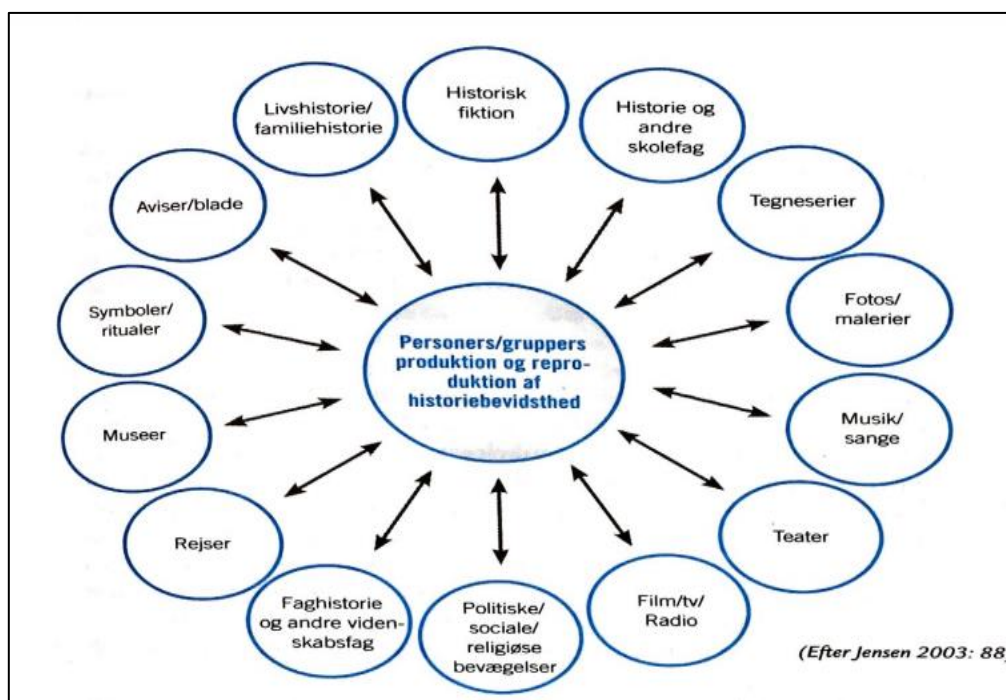 Historisk
fiktion
Historie og
andre
skolefag
Tegneserier
Fotos/
malerier
Musik/
sange
Teater
Film/tv/
Radio
Politiske/
sociale/
religiøse
bevægelser
Faghistorie
og andre viden-
skabsfag
Rejser
Museer
Symboler/
ritualer
Aviser/blade
Livshistorie/
familiehistorie
Personers/gruppers
produktion og repro-
duktion af
historiebevidsthed
(Efter Jensen 2003: 88)